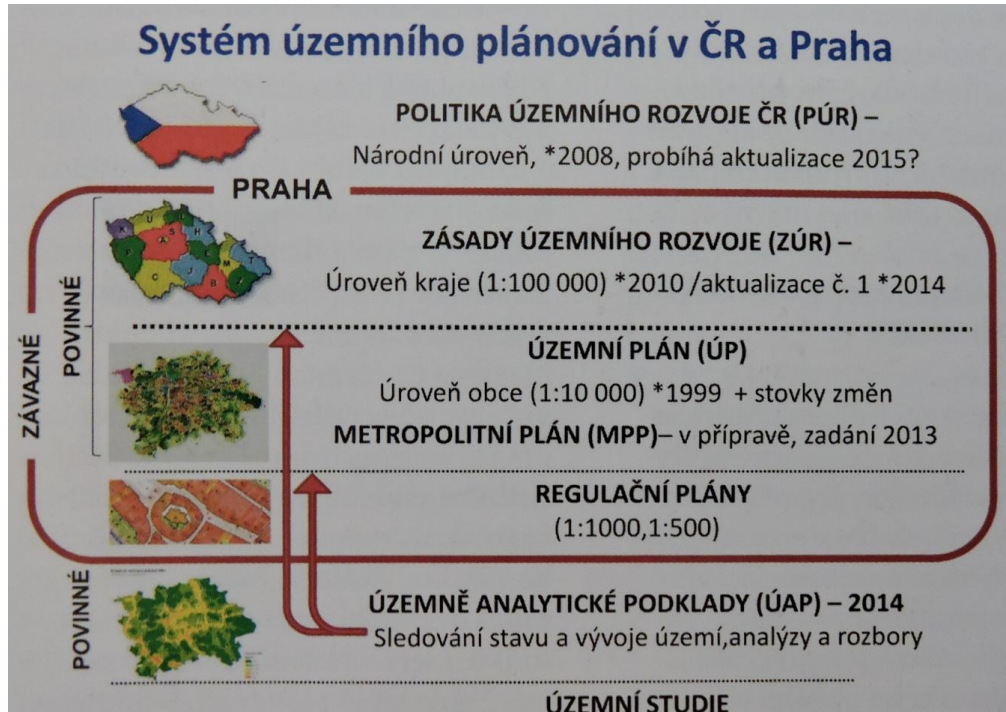 Systém územního plánování v ČR a Praha
POLITIKA ÚZEMNÍHO ROZVOJE ČR (PÚR) –
Národní úroveň, *2008, probíhá aktualizace 2015?
PRAHA
ZÁVAZNÉ
POVINNÉ
ZÁSADY ÚZEMNÍHO ROZVOJE (ZÚR) –
Úroveň kraje (1:100 000) *2010 /aktualizace č. 1 *2014
ÚZEMNÍ PLÁN (ÚP)
Úroveň obce (1:10 000) *1999 + stovky změn
METROPOLITNÍ PLÁN (MPP)– v přípravě, zadání 2013
REGULAČNÍ PLÁNY
(1:1000,1:500)
POVINNÉ
ÚZEMNĚ ANALYTICKÉ PODKLADY (ÚAP) – 2014
Sledování stavu a vývoje území,analýzy a rozbory
ÚZEMNÍ STUDIE